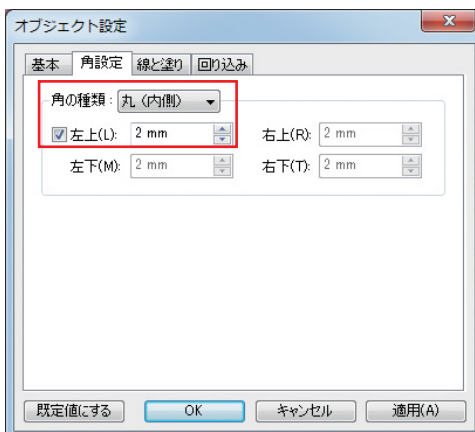 オブジェクト設定
基本 角設定 線と塗り 回り込み
角の種類: 丸 (内側)
左上(L): 2 mm 右上(R): 2 mm
左下(M): 2 mm 右下(T): 2 mm
既定値にする OK キャンセル 適用(A)